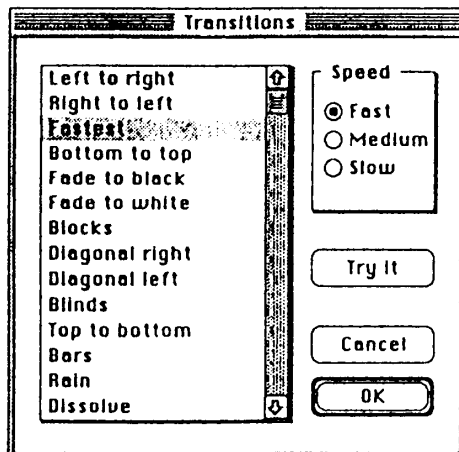 Transitions
Left to right
Right to left
Fastest
Bottom to top
Fade to black
Fade to white
Blocks
Diagonal right
Diagonal left
Blinds
Top to bottom
Bars
Rain
Dissolve
Speed
Fast
Medium
Slow
Try It
Cancel
OK